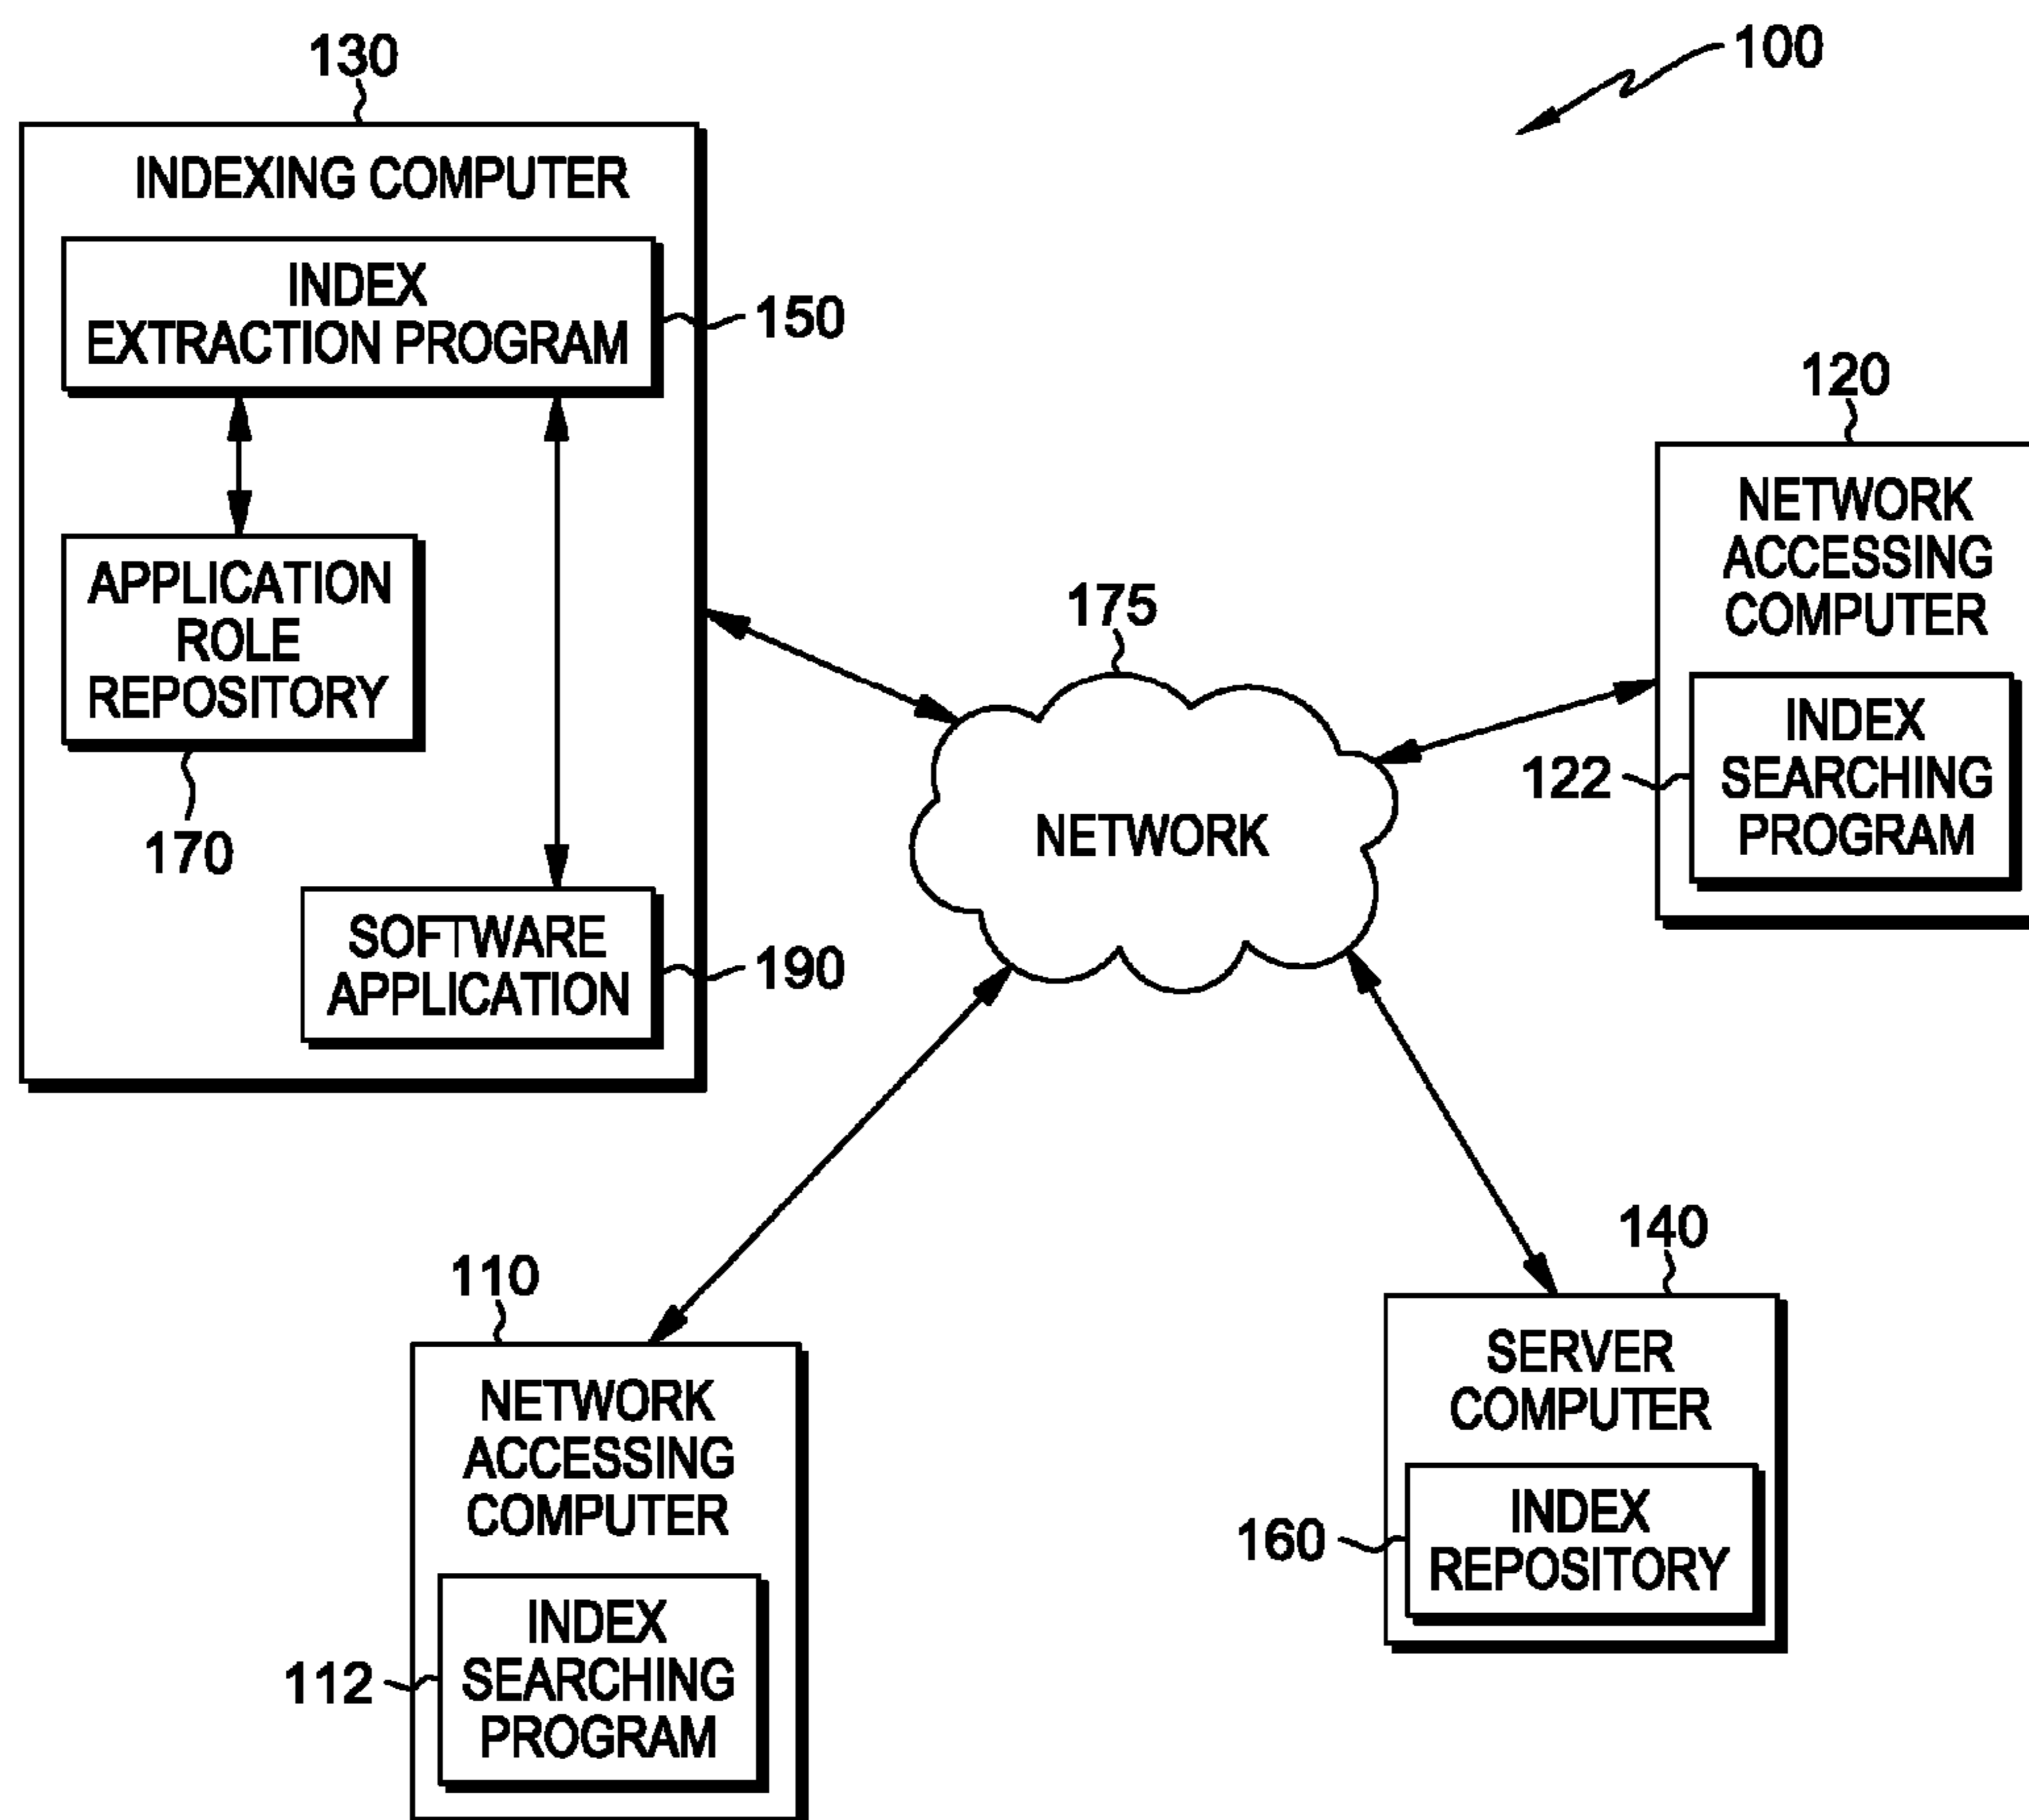 130
100
INDEXING COMPUTER
INDEX
EXTRACTION PROGRAM
150
APPLICATION
ROLE
REPOSITORY
170
SOFTWARE
APPLICATION
190
175
NETWORK
120
NETWORK
ACCESSING
COMPUTER
INDEX
SEARCHING
PROGRAM
122
110
NETWORK
ACCESSING
COMPUTER
INDEX
SEARCHING
PROGRAM
112
140
SERVER
COMPUTER
INDEX
REPOSITORY
160